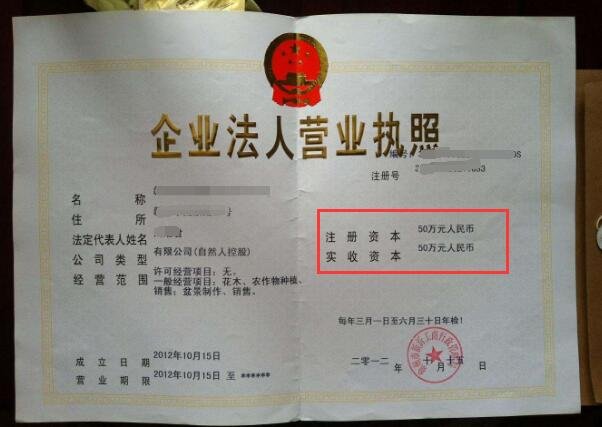 企业法人营业执照
编号
注册号
名称
住所
法定代表人姓名
公司类型 有限公司(自然人控股)
经营范围 许可经营项目：无。
一般经营项目：花木、农作物种植、
销售；盆景制作、销售。
注册资本 50万元人民币
实收资本 50万元人民币
每年三月一日至六月三十日年检!
成立日期 2012年10月15日
营业期限 2012年10月15日 至 ******
二〇一二 年 十 月 十五 日